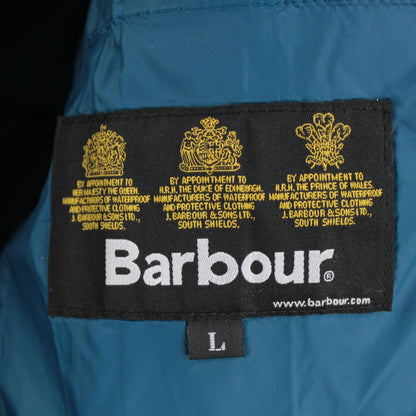 BY APPOINTMENT TO
HER MAJESTY THE QUEEN.
MANUFACTURERS OF WATERPROOF
AND PROTECTIVE CLOTHING
J. BARBOUR & SONS LTD.,
SOUTH SHIELDS.
BY APPOINTMENT TO
H.R.H. THE DUKE OF EDINBURGH.
MANUFACTURERS OF WATERPROOF
AND PROTECTIVE CLOTHING
J. BARBOUR & SONS LTD.,
SOUTH SHIELDS.
BY APPOINTMENT TO
H.R.H. THE PRINCE OF WALES.
MANUFACTURERS OF WATERPROOF
AND PROTECTIVE CLOTHING
J. BARBOUR & SONS LTD.,
SOUTH SHIELDS.
Barbour®
www.barbour.com
L